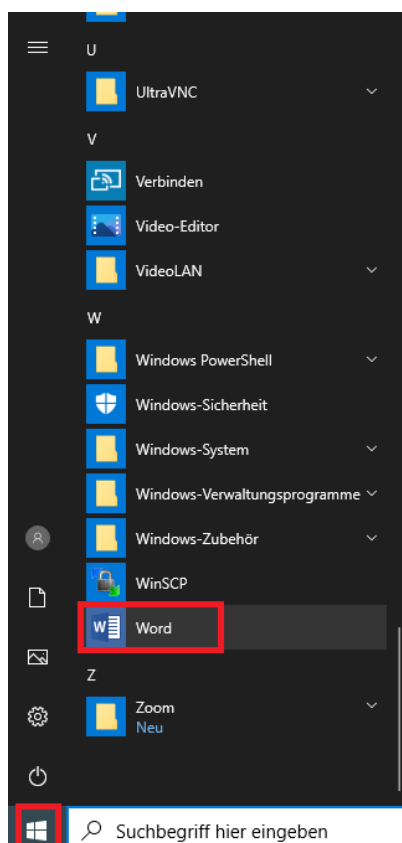 U
UltraVNC
V
Verbinden
Video-Editor
VideoLAN
W
Windows PowerShell
Windows-Sicherheit
Windows-System
Windows-Verwaltungsprogramme
Windows-Zubehör
WinSCP
W Word
Z
Zoom
Neu
Suchbegriff hier eingeben